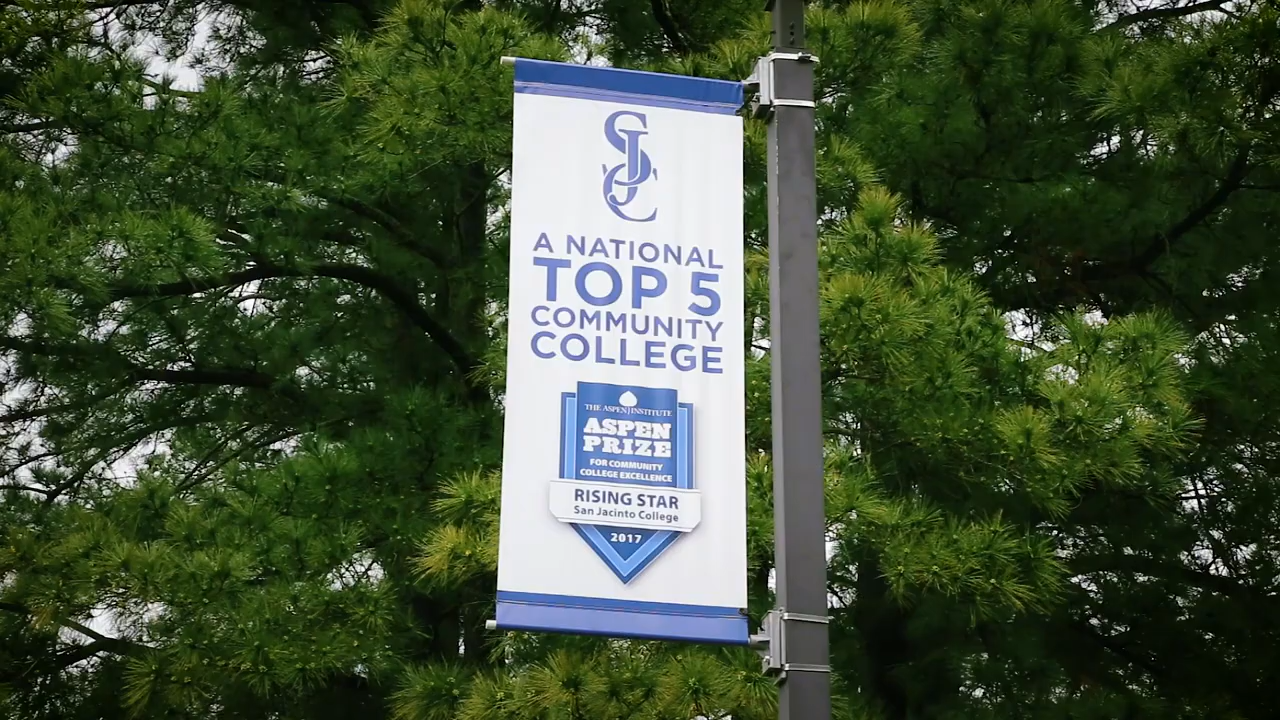 SJC
A NATIONAL
TOP 5
COMMUNITY
COLLEGE
THE ASPEN INSTITUTE
ASPEN
PRIZE
FOR COMMUNITY
COLLEGE EXCELLENCE
RISING STAR
San Jacinto College
2017